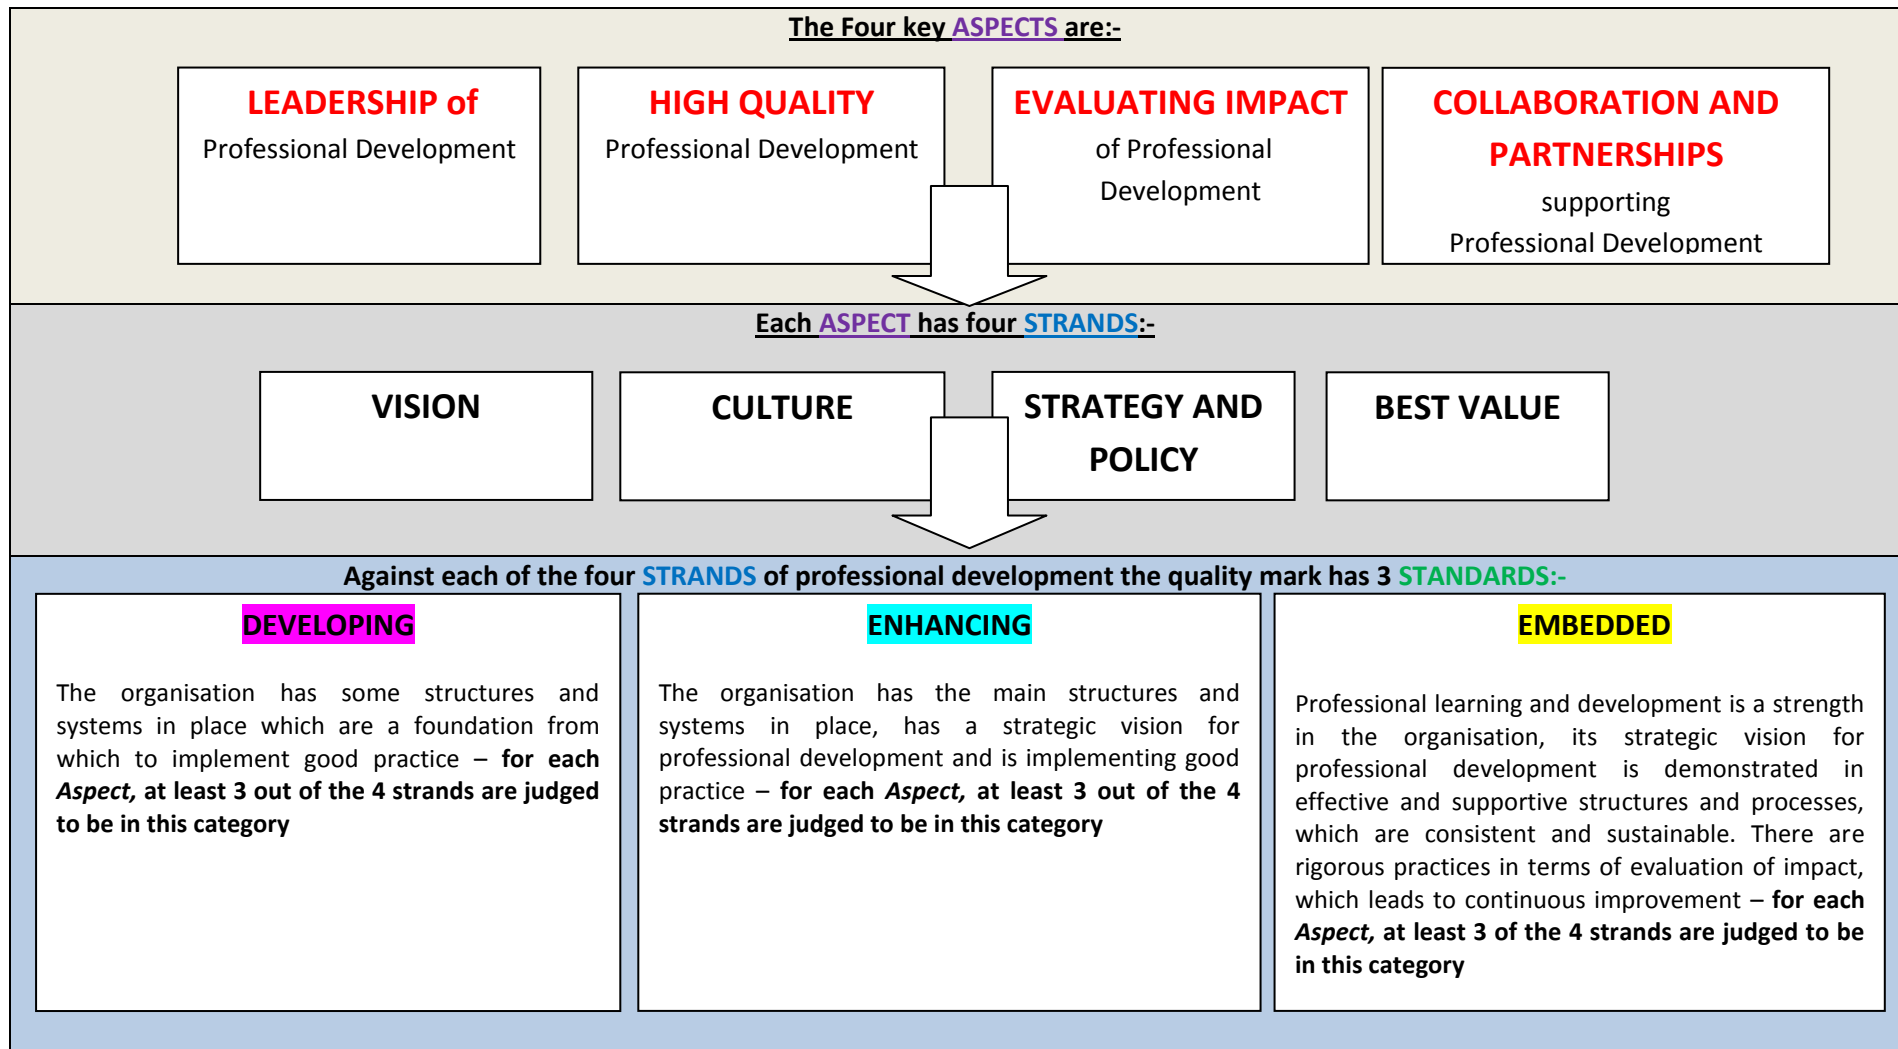 The Four key ASPECTS are:-
LEADERSHIP of
Professional Development
HIGH QUALITY
Professional Development
EVALUATING IMPACT
of Professional
Development
COLLABORATION AND
PARTNERSHIPS
supporting
Professional Development
Each ASPECT has four STRANDS:-
VISION
CULTURE
STRATEGY AND
POLICY
BEST VALUE
Against each of the four STRANDS of professional development the quality mark has 3 STANDARDS:-
DEVELOPING
The organisation has some structures and
systems in place which are a foundation from
which to implement good practice – for each
Aspect, at least 3 out of the 4 strands are judged
to be in this category
ENHANCING
The organisation has the main structures and
systems in place, has a strategic vision for
professional development and is implementing good
practice – for each Aspect, at least 3 out of the 4
strands are judged to be in this category
EMBEDDED
Professional learning and development is a strength
in the organisation, its strategic vision for
professional development is demonstrated in
effective and supportive structures and processes,
which are consistent and sustainable. There are
rigorous practices in terms of evaluation of impact,
which leads to continuous improvement – for each
Aspect, at least 3 of the 4 strands are judged to be
in this category